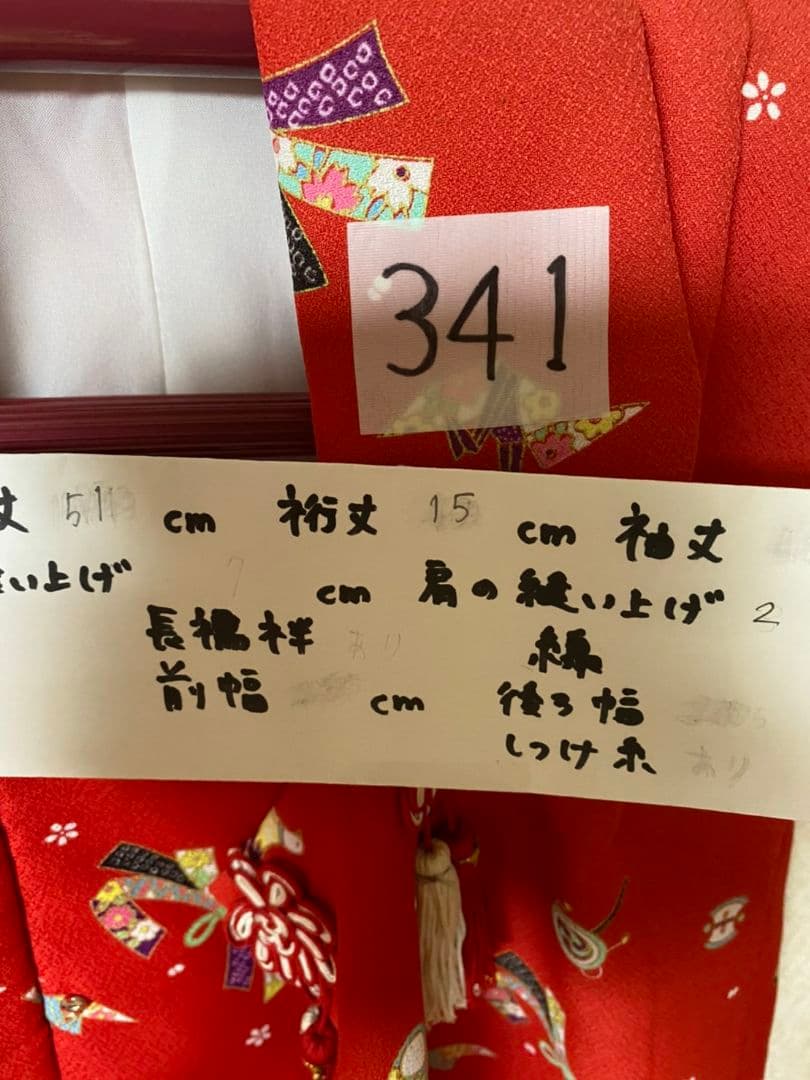 341
丈 51 cm 裄丈 15 cm 袖丈
い上げ 7 cm 肩の縫い上げ 2
長襦袢 あり 綿
前幅 cm 後ろ幅
しつけ糸 あり